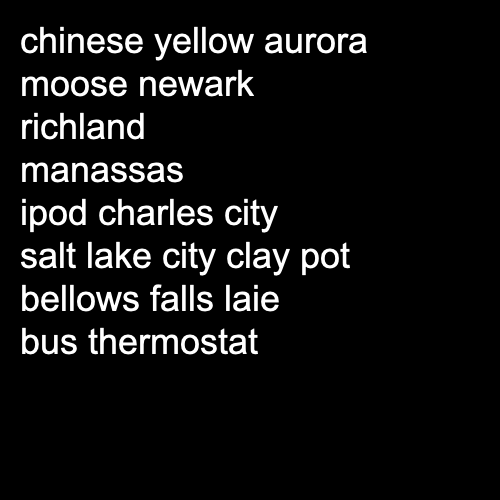 chinese yellow aurora
moose newark
richland
manassas
ipod charles city
salt lake city clay pot
bellows falls laie
bus thermostat